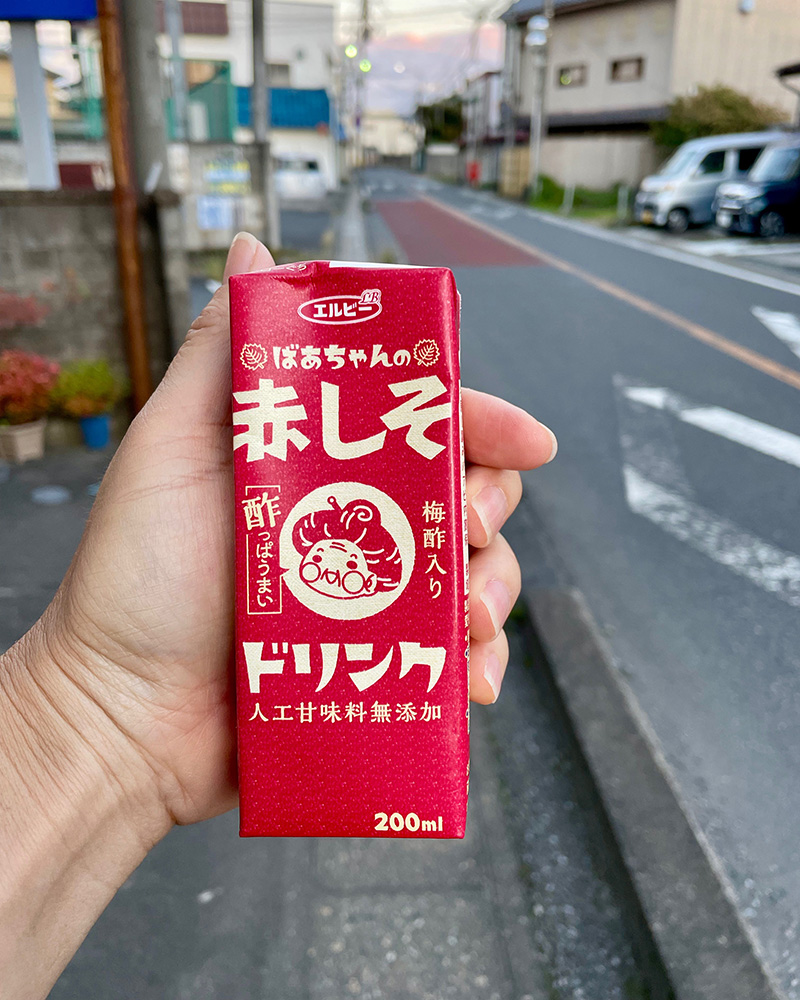 エルビー LB
ばあちゃんの
赤しそ
酢っぱうまい
梅酢入り
ドリンク
人工甘味料無添加
200ml